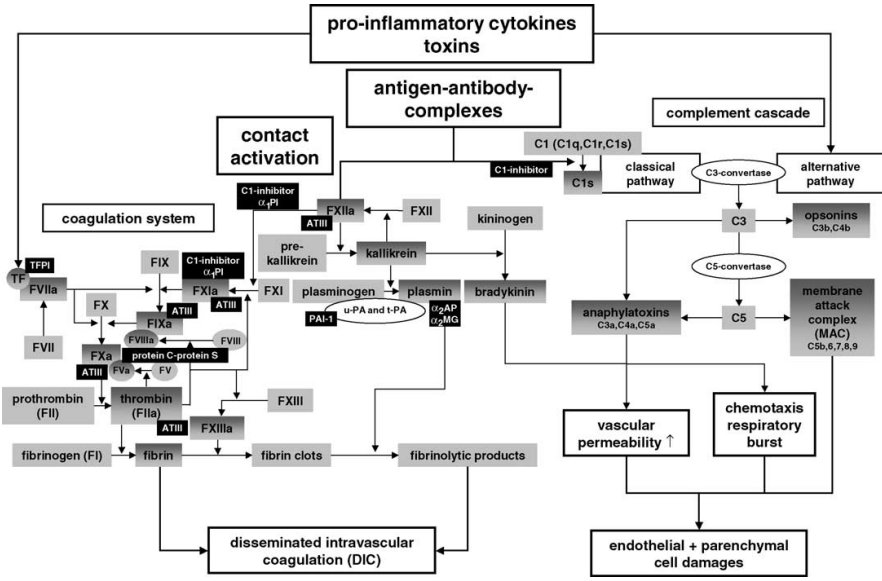 pro-inflammatory cytokines
toxins
antigen-antibody-
complexes
complement cascade
contact
activation
C1 (C1q,C1r,C1s)
C1-inhibitor
C1s
classical
pathway
C3-convertase
alternative
pathway
C1-inhibitor
α1PI
FXIIa
FXII
ATIII
kininogen
C3
opsonins
C3b,C4b
coagulation system
pre-
kallikrein
kallikrein
C5-convertase
TFPI
TF
FVIIa
FIX
C1-inhibitor
α1PI
FXIa
FXI
ATIII
ATIII
plasminogen
plasmin
bradykinin
u-PA and t-PA
PAI-1
α2AP
α2MG
anaphylatoxins
C3a,C4a,C5a
C5
membrane
attack
complex
(MAC)
C5b,6,7,8,9
FX
FIXa
FVII
FVIIIa
FVIII
FXa
protein C-protein S
ATIII
FVa
FV
prothrombin
(FII)
thrombin
(FIIa)
ATIII
FXIII
FXIIIa
vascular
permeability ↑
chemotaxis
respiratory
burst
fibrinogen (FI)
fibrin
fibrin clots
fibrinolytic products
disseminated intravascular
coagulation (DIC)
endothelial + parenchymal
cell damages